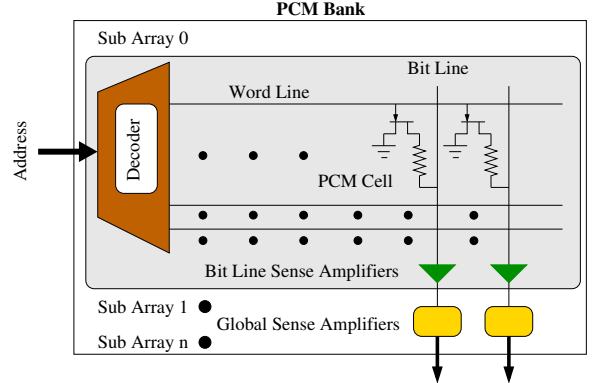 PCM Bank
Sub Array 0
Bit Line
Word Line
Address
Decoder
PCM Cell
Bit Line Sense Amplifiers
Sub Array 1
Global Sense Amplifiers
Sub Array n